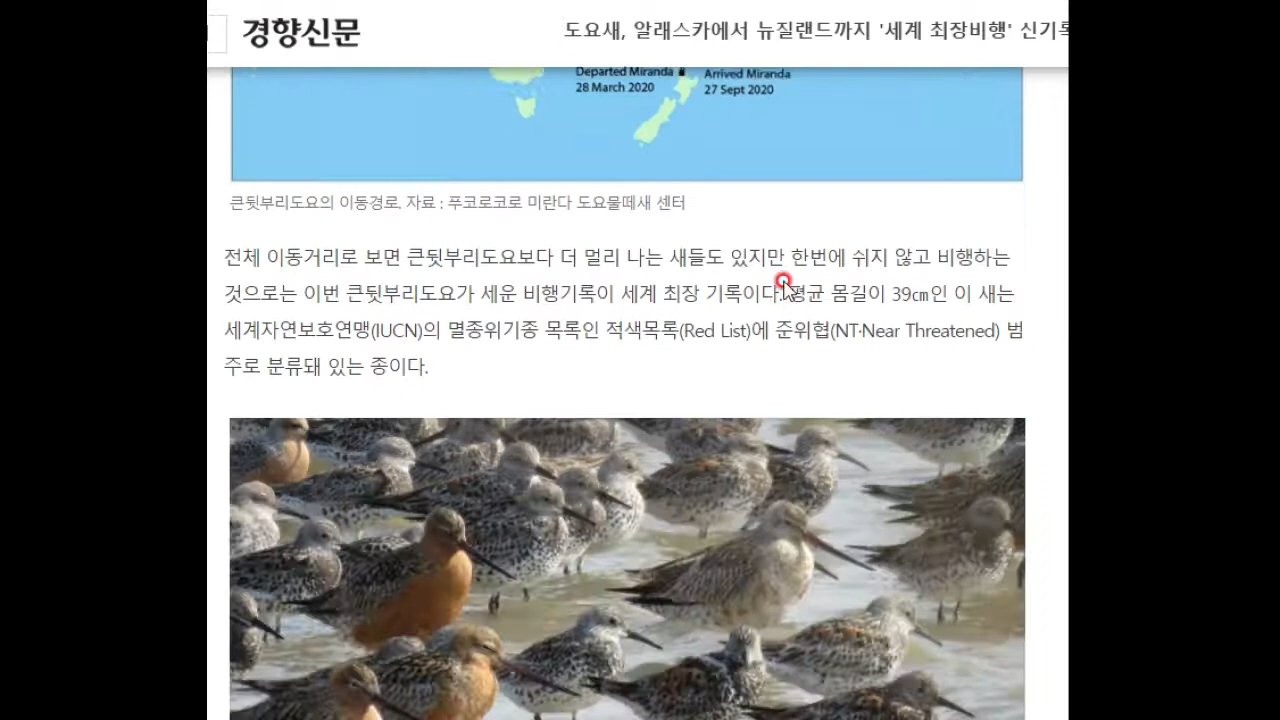 경향신문
도요새, 알래스카에서 뉴질랜드까지 '세계 최장비행' 신기록
Departed Miranda
28 March 2020
Arrived Miranda
27 Sept 2020
큰뒷부리도요의 이동경로. 자료 : 푸코로코로 미란다 도요물떼새 센터
전체 이동거리로 보면 큰뒷부리도요보다 더 멀리 나는 새들도 있지만 한번에 쉬지 않고 비행하는
것으로는 이번 큰뒷부리도요가 세운 비행기록이 세계 최장 기록이다. 평균 몸길이 39㎝인 이 새는
세계자연보호연맹(IUCN)의 멸종위기종 목록인 적색목록(Red List)에 준위협(NT·Near Threatened) 범
주로 분류돼 있는 종이다.